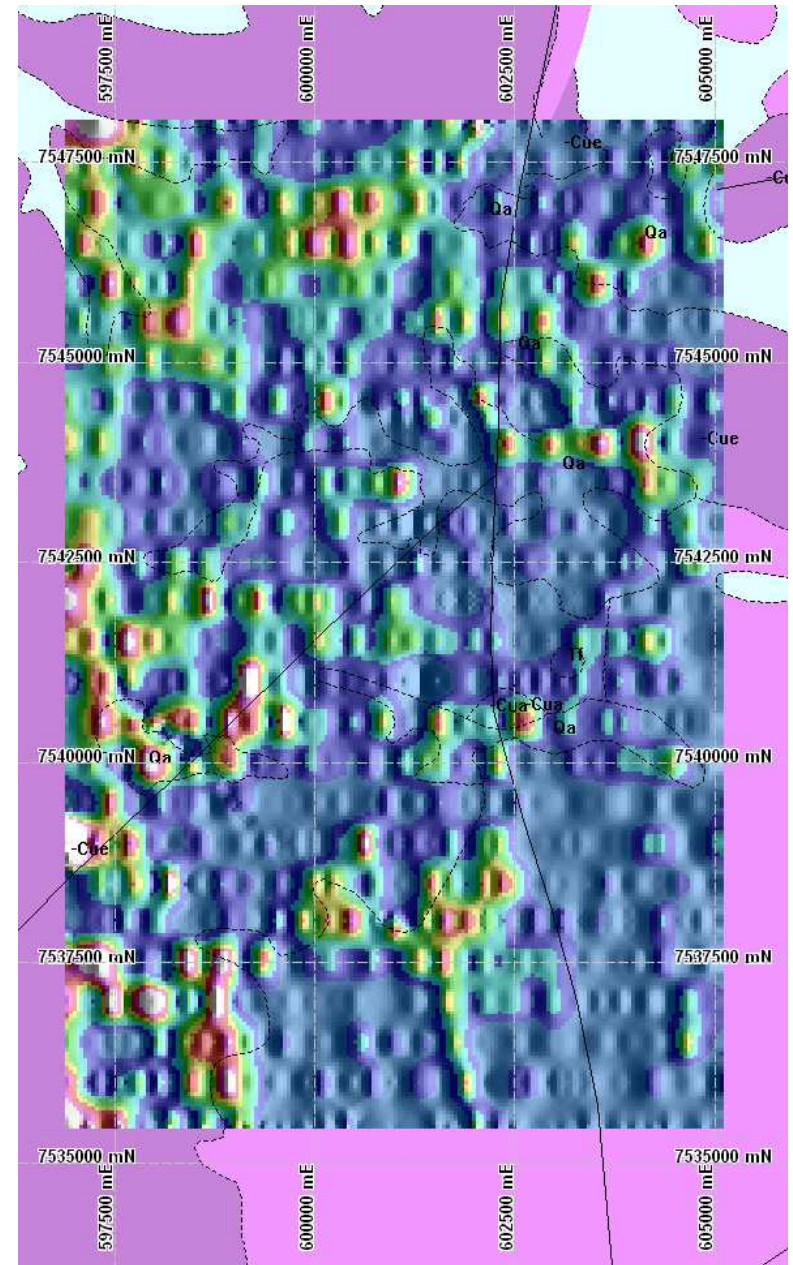 597500 mE
600000 mE
602500 mE
605000 mE
7547500 mN
-Cue
7547500 mN
Qa
Qa
Qa
7545000 mN
7545000 mN
-Cue
Qa
7542500 mN
7542500 mN
Tf
-Cua
-Cua
Qa
Qa
7540000 mN
7540000 mN
-Cue
7537500 mN
7537500 mN
7535000 mN
7535000 mN
597500 mE
600000 mE
602500 mE
605000 mE